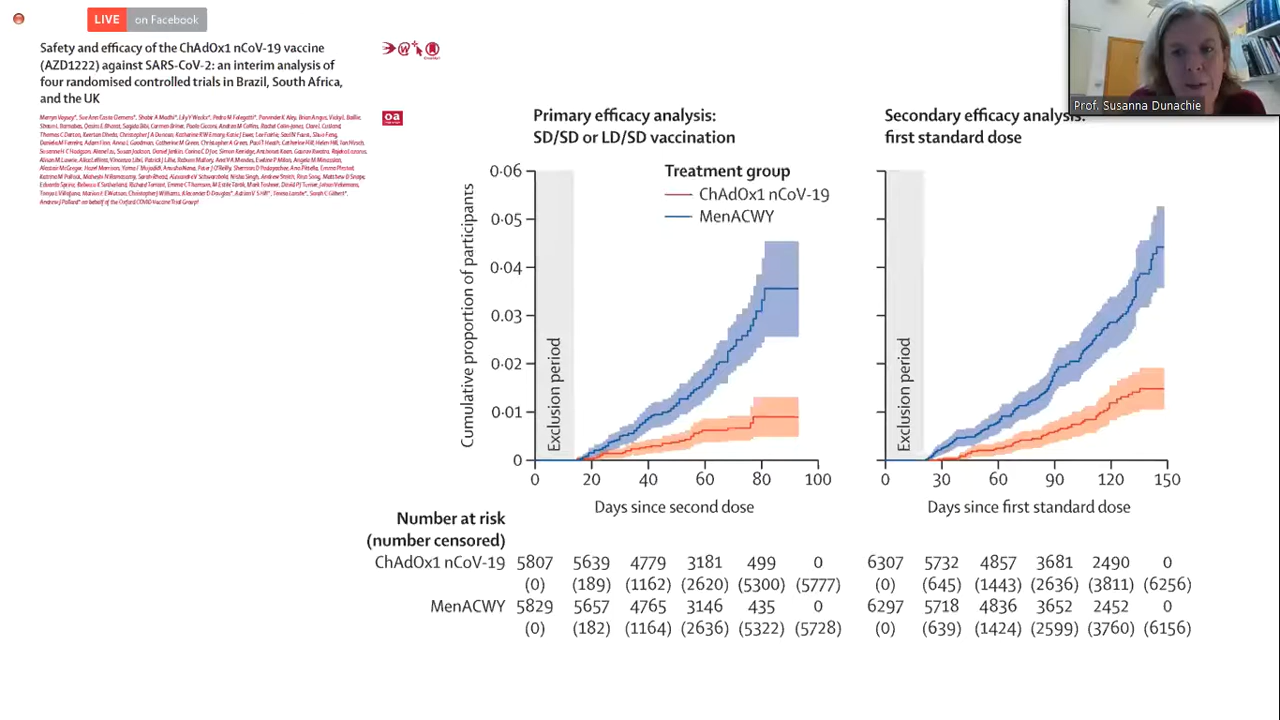 LIVE on Facebook
Safety and efficacy of the ChAdOx1 nCoV-19 vaccine
(AZD1222) against SARS-CoV-2: an interim analysis of
four randomised controlled trials in Brazil, South Africa,
and the UK
oa
Prof. Susanna Dunachie
Primary efficacy analysis:
SD/SD or LD/SD vaccination
Treatment group
ChAdOx1 nCoV-19
MenACWY
Cumulative proportion of participants
0·06
0·05
0·04
0·03
0·02
0·01
0
Exclusion period
0 20 40 60 80 100
Days since second dose
Secondary efficacy analysis:
first standard dose
Exclusion period
0 30 60 90 120 150
Days since first standard dose
Number at risk
(number censored)
ChAdOx1 nCoV-19 5807 5639 4779 3181 499 0 6307 5732 4857 3681 2490 0
(0) (189) (1162) (2620) (5300) (5777) (0) (645) (1443) (2636) (3811) (6256)
MenACWY 5829 5657 4765 3146 435 0 6297 5718 4836 3652 2452 0
(0) (182) (1164) (2636) (5322) (5728) (0) (639) (1424) (2599) (3760) (6156)